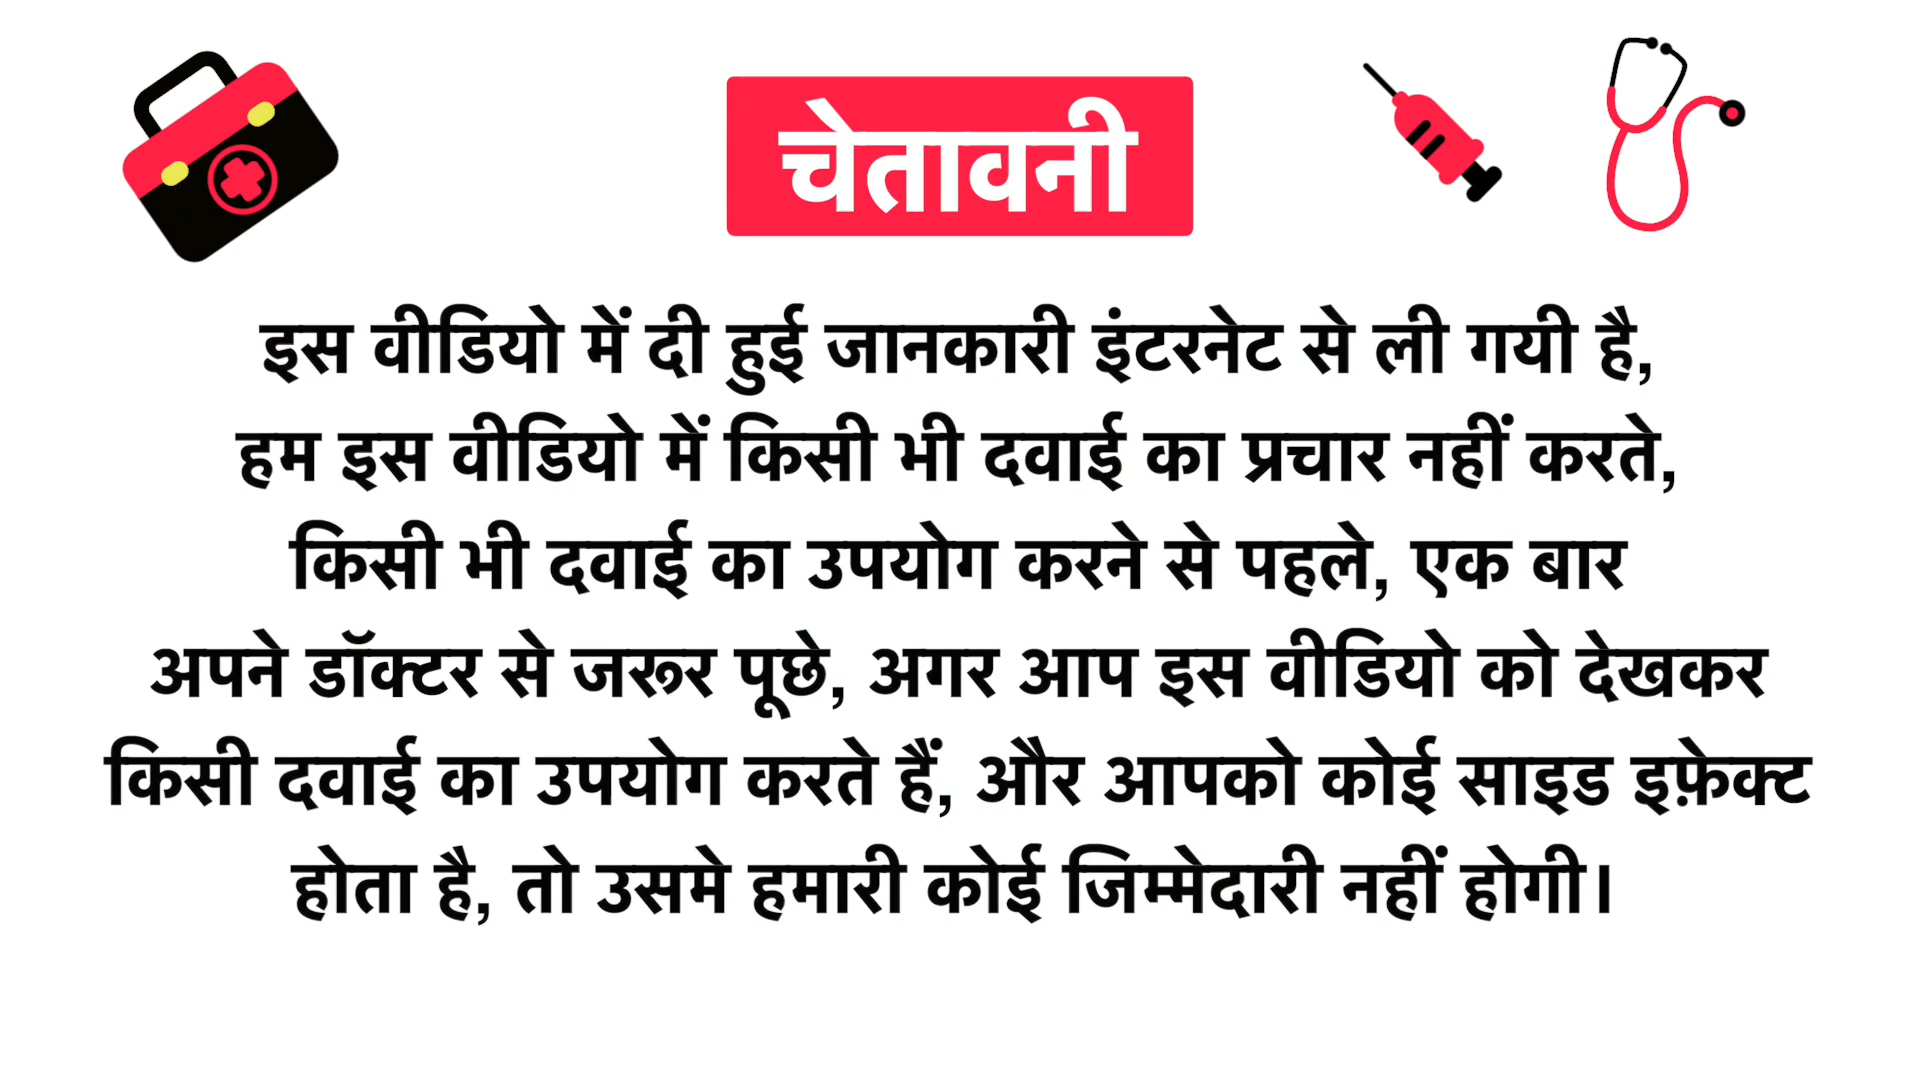 चेतावनी
इस वीडियो में दी हुई जानकारी इंटरनेट से ली गयी है,
हम इस वीडियो में किसी भी दवाई का प्रचार नहीं करते,
किसी भी दवाई का उपयोग करने से पहले, एक बार
अपने डॉक्टर से जरूर पूछे, अगर आप इस वीडियो को देखकर
किसी दवाई का उपयोग करते हैं, और आपको कोई साइड इफ़ेक्ट
होता है, तो उसमे हमारी कोई जिम्मेदारी नहीं होगी।